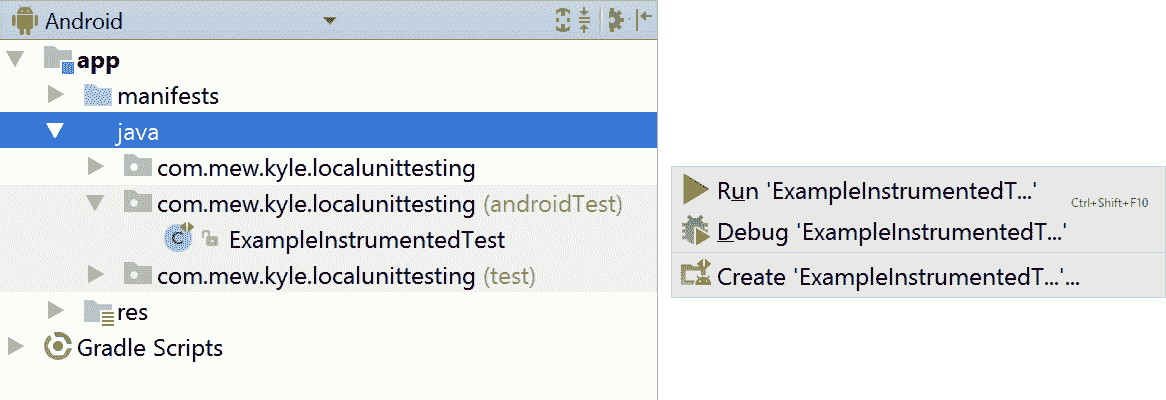 Android
app
manifests
java
com.mew.kyle.localunittesting
com.mew.kyle.localunittesting (androidTest)
C ExampleInstrumentedTest
com.mew.kyle.localunittesting (test)
res
Gradle Scripts
Run 'ExampleInstrumentedT...' Ctrl+Shift+F10
Debug 'ExampleInstrumentedT...'
Create 'ExampleInstrumentedT...'...